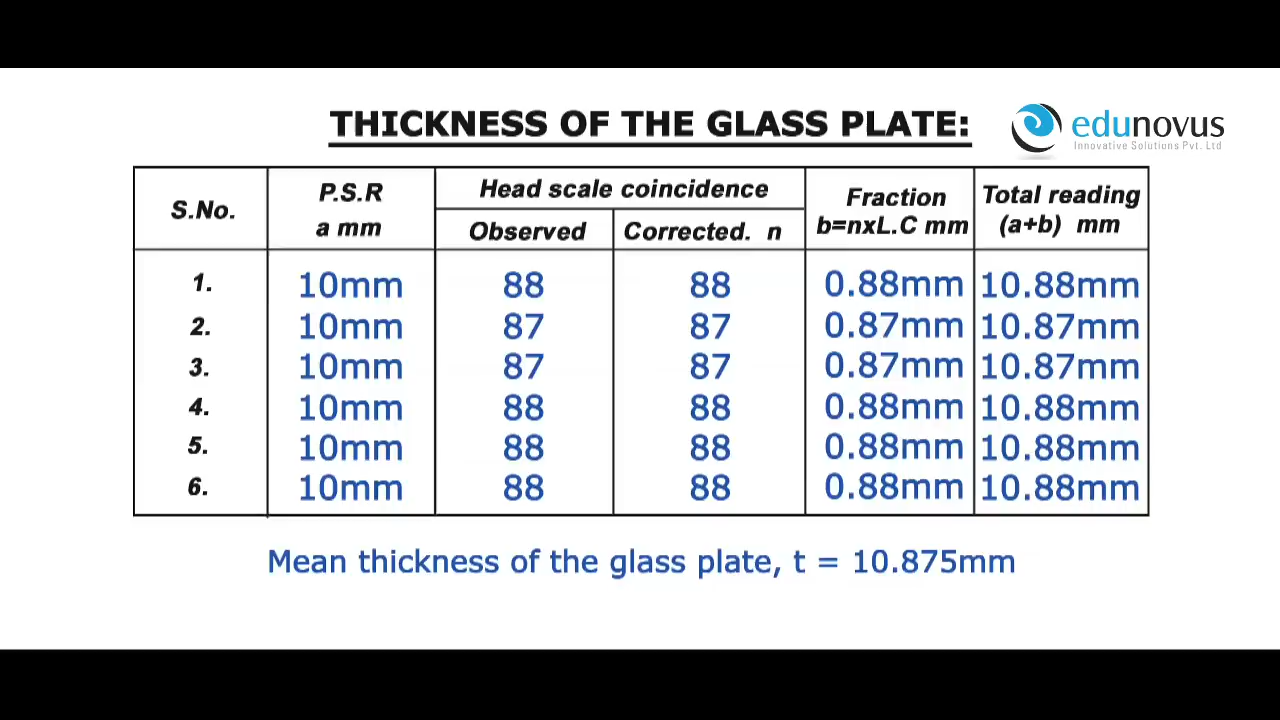 THICKNESS OF THE GLASS PLATE:
edunovus
Innovative Solutions Pvt. Ltd
S.No. P.S.R a mm Head scale coincidence Observed Corrected. n Fraction b=nxL.C mm Total reading (a+b) mm
1. 10mm 88 88 0.88mm 10.88mm
2. 10mm 87 87 0.87mm 10.87mm
3. 10mm 87 87 0.87mm 10.87mm
4. 10mm 88 88 0.88mm 10.88mm
5. 10mm 88 88 0.88mm 10.88mm
6. 10mm 88 88 0.88mm 10.88mm
Mean thickness of the glass plate, t = 10.875mm